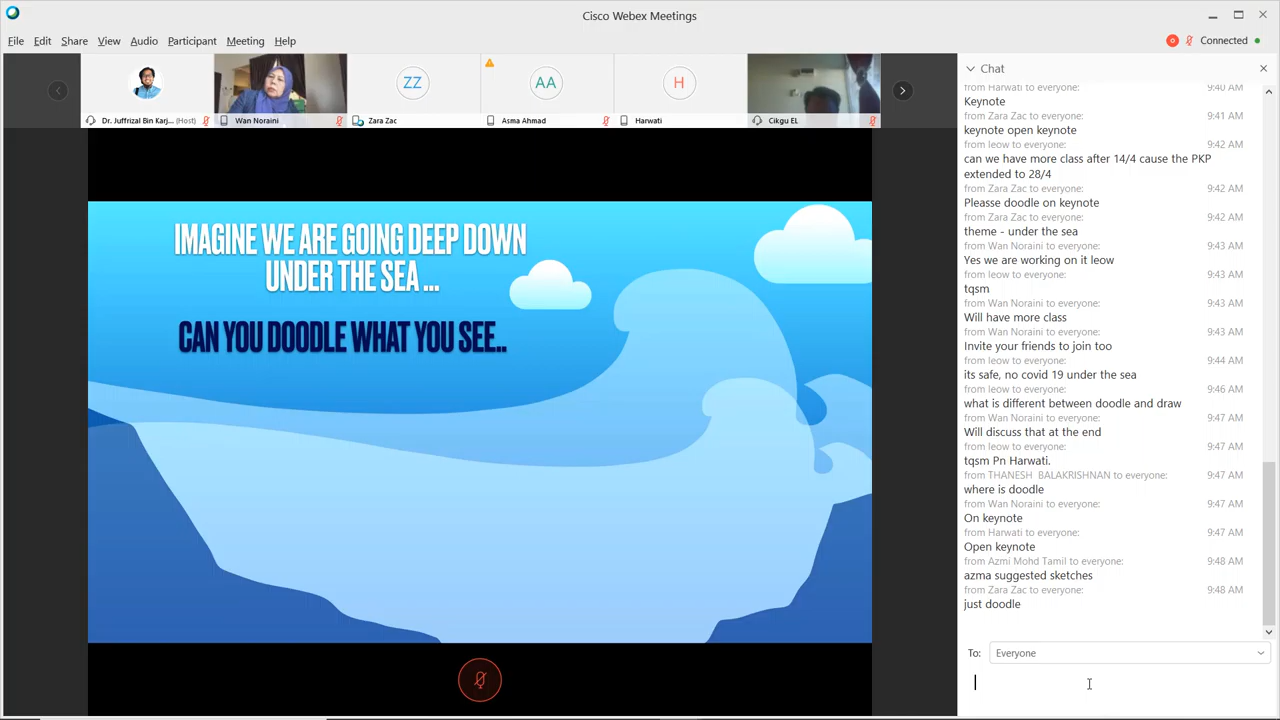 Cisco Webex Meetings
File Edit Share View Audio Participant Meeting Help
Connected
ZZ
AA
H
Dr. Juffrizal Bin Karj... (Host)
Wan Noraini
Zara Zac
Asma Ahmad
Harwati
Cikgu EL
IMAGINE WE ARE GOING DEEP DOWN
UNDER THE SEA ...
CAN YOU DOODLE WHAT YOU SEE..
Chat
from Harwati to everyone: 9:40 AM
Keynote
from Zara Zac to everyone: 9:41 AM
keynote open keynote
from leow to everyone: 9:42 AM
can we have more class after 14/4 cause the PKP
extended to 28/4
from Zara Zac to everyone: 9:42 AM
Pleasse doodle on keynote
from Zara Zac to everyone: 9:42 AM
theme - under the sea
from Wan Noraini to everyone: 9:43 AM
Yes we are working on it leow
from leow to everyone: 9:43 AM
tqsm
from Wan Noraini to everyone: 9:43 AM
Will have more class
from Wan Noraini to everyone: 9:43 AM
Invite your friends to join too
from leow to everyone: 9:44 AM
its safe, no covid 19 under the sea
from leow to everyone: 9:46 AM
what is different between doodle and draw
from Wan Noraini to everyone: 9:47 AM
Will discuss that at the end
from leow to everyone: 9:47 AM
tqsm Pn Harwati.
from THANESH BALAKRISHNAN to everyone: 9:47 AM
where is doodle
from Wan Noraini to everyone: 9:47 AM
On keynote
from Harwati to everyone: 9:47 AM
Open keynote
from Azmi Mohd Tamil to everyone: 9:48 AM
azma suggested sketches
from Zara Zac to everyone: 9:48 AM
just doodle
To: Everyone